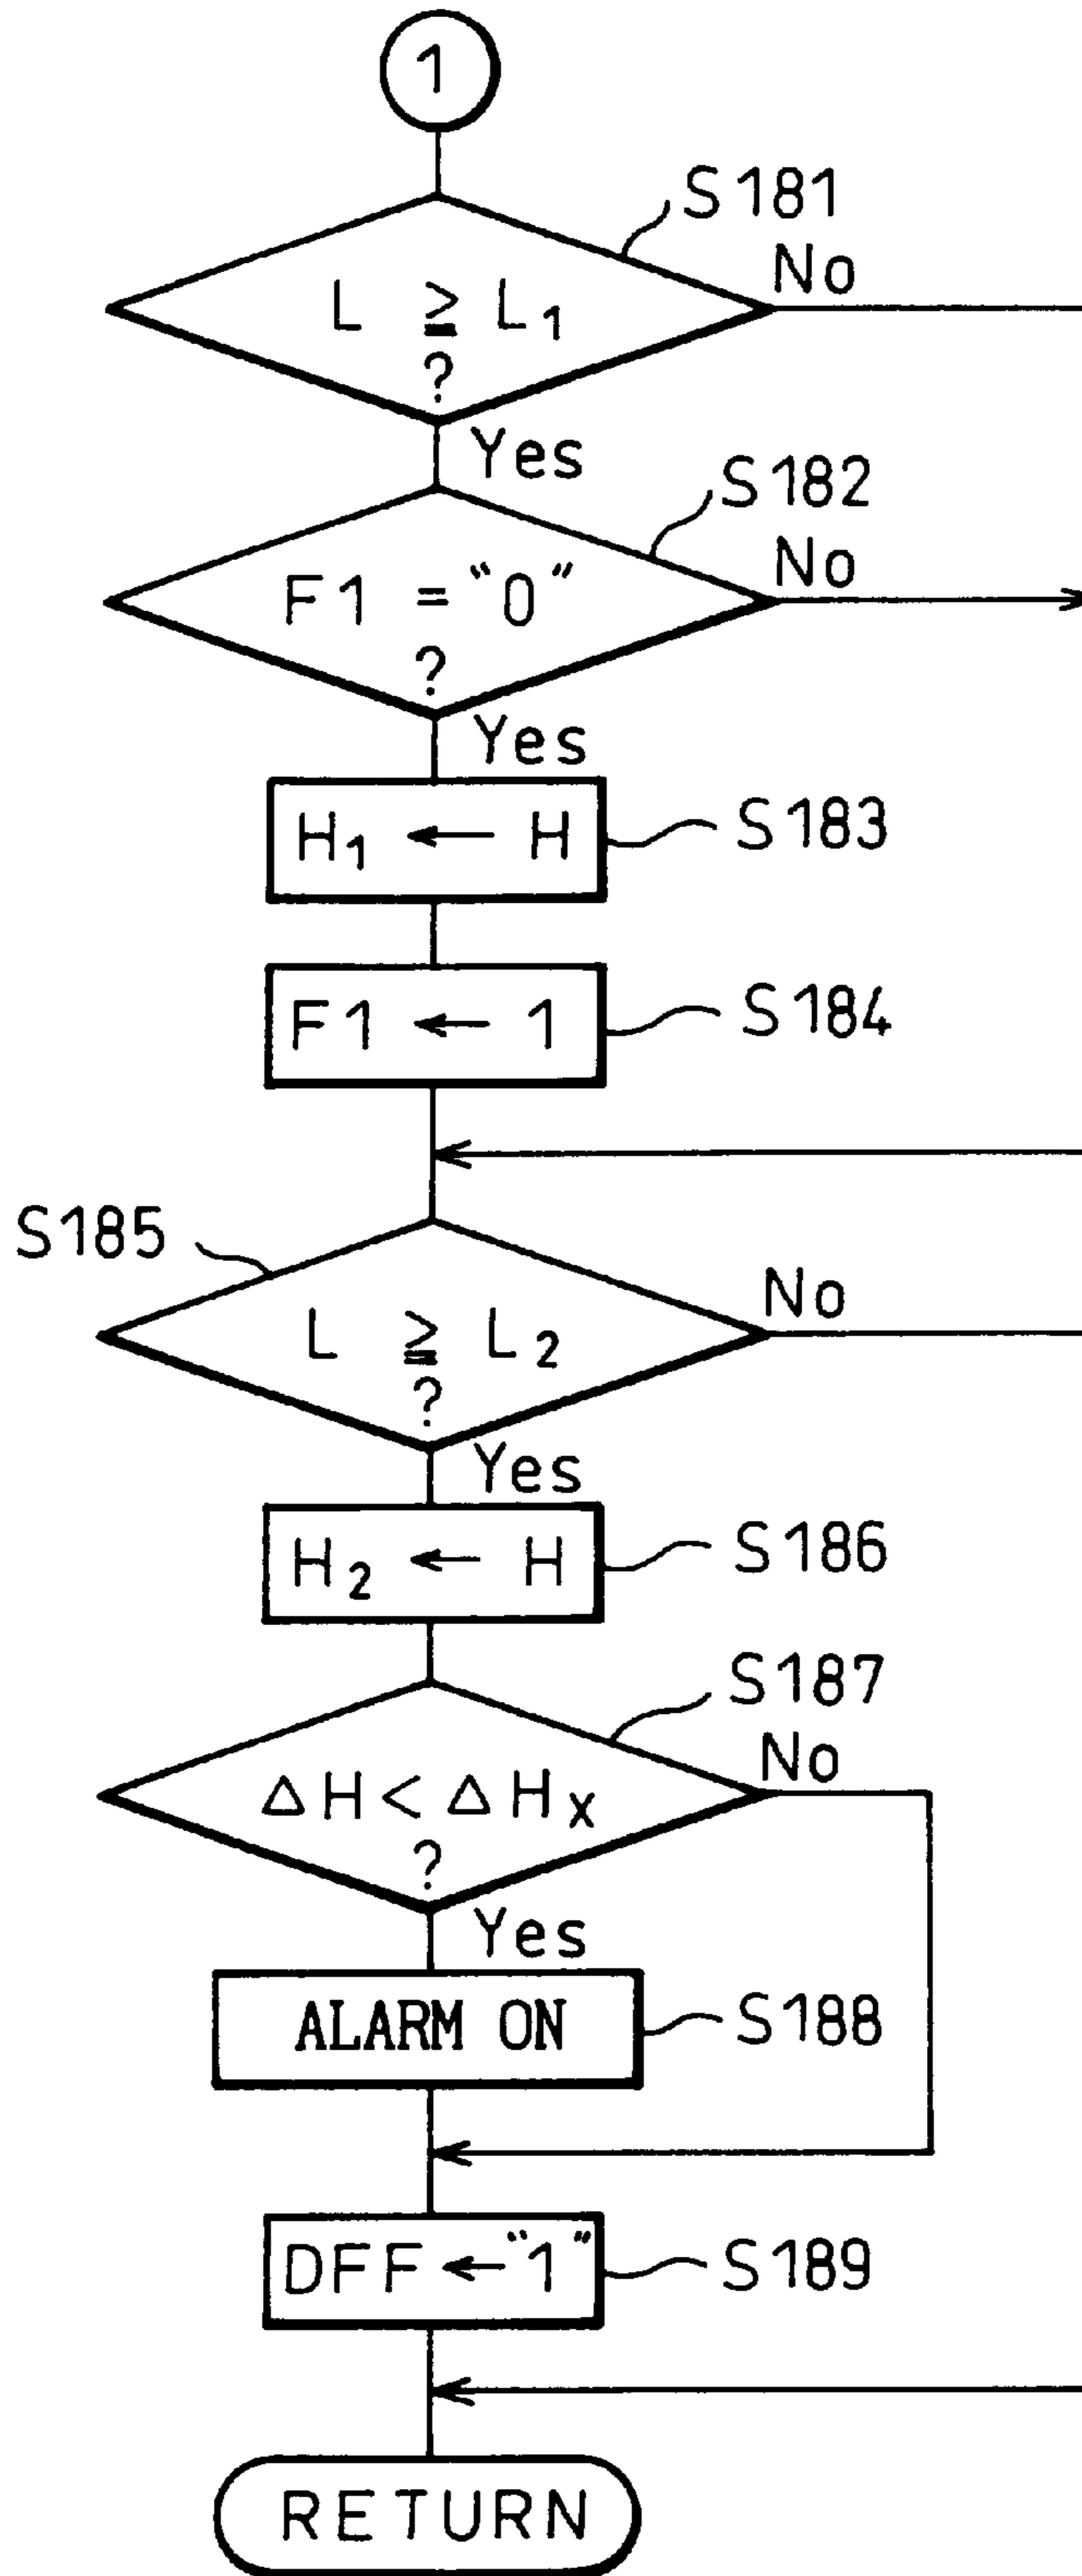 1
S181
No
L ≧ L₁
?
Yes
S182
No
F1 = "0"
?
Yes
H₁ ← H
S183
F1 ← 1
S184
S185
No
L ≧ L₂
?
Yes
H₂ ← H
S186
S187
No
ΔH < ΔHx
?
Yes
ALARM ON
S188
DFF ← "1"
S189
RETURN